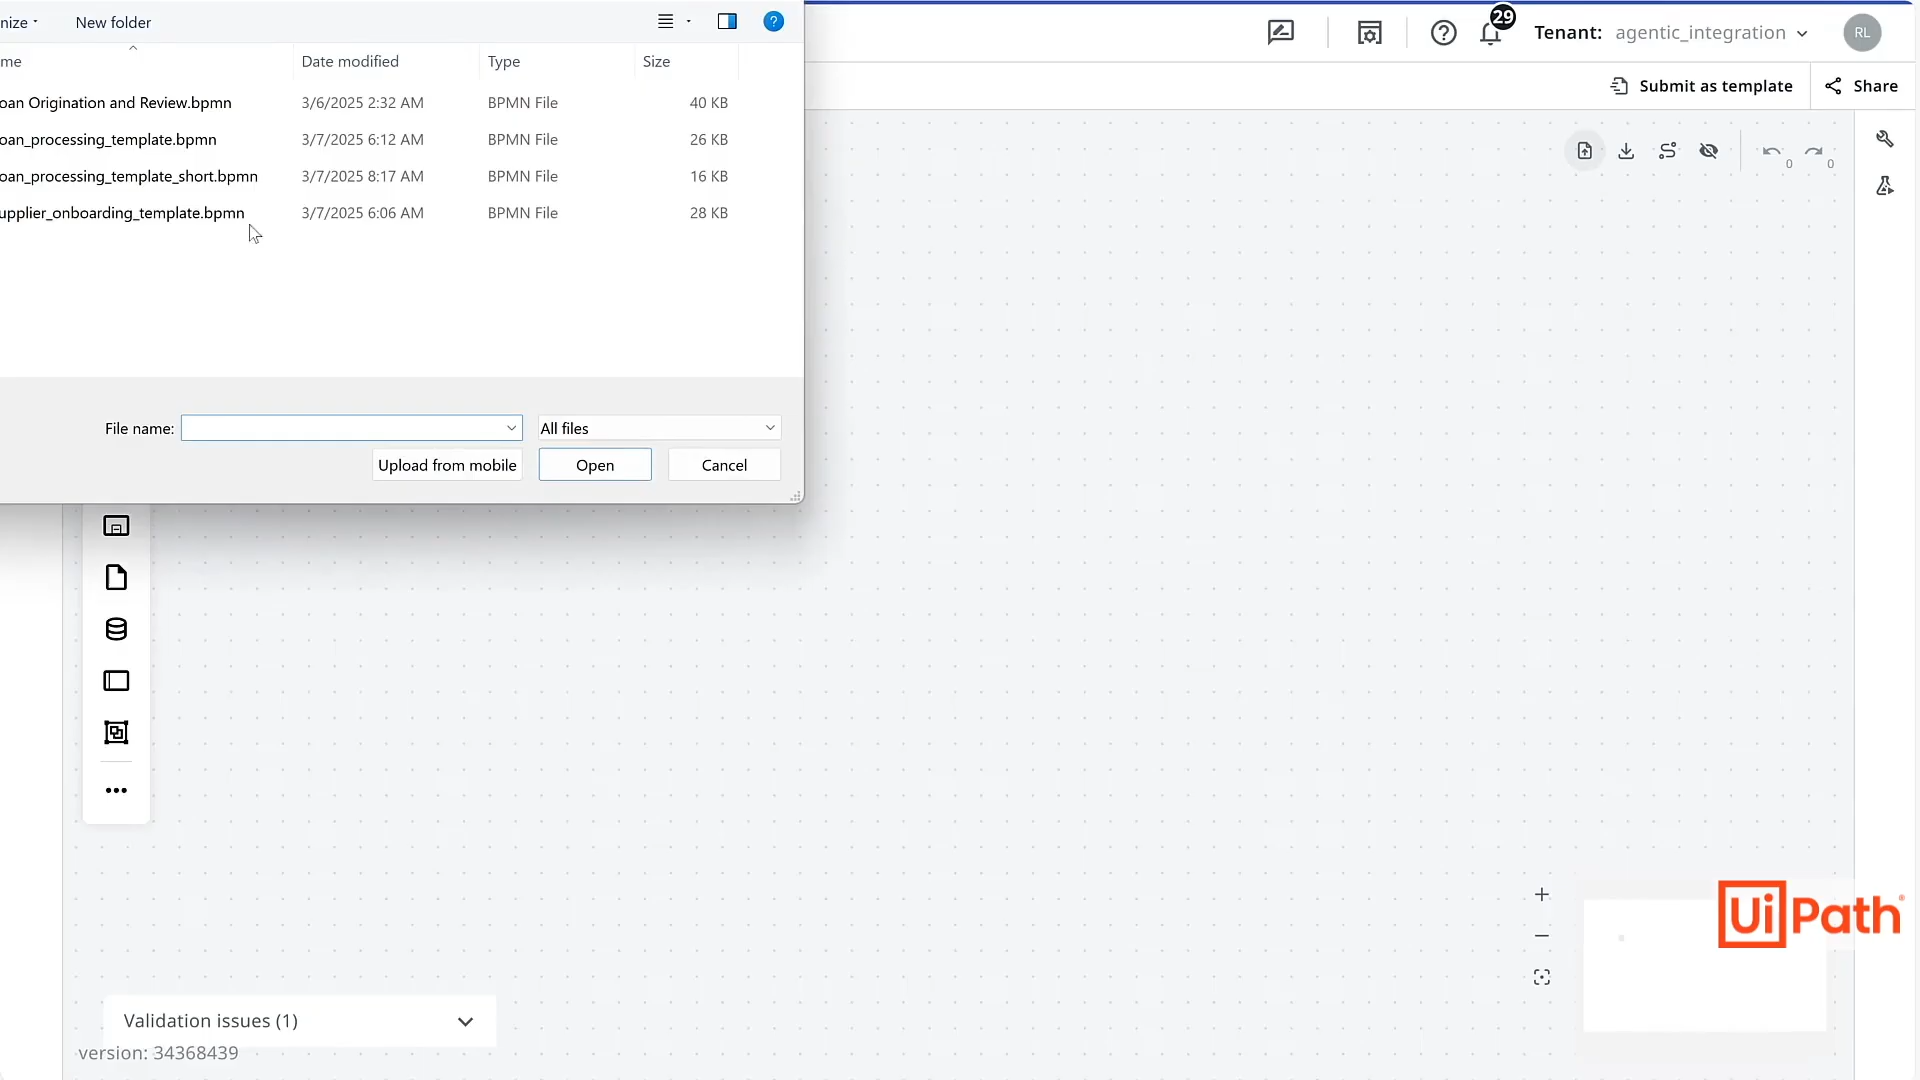 nize
New folder
?
29
Tenant: agentic_integration
RL
me
Date modified
Type
Size
Submit as template
Share
oan Origination and Review.bpmn 3/6/2025 2:32 AM BPMN File 40 KB
oan_processing_template.bpmn 3/7/2025 6:12 AM BPMN File 26 KB
oan_processing_template_short.bpmn 3/7/2025 8:17 AM BPMN File 16 KB
upplier_onboarding_template.bpmn 3/7/2025 6:06 AM BPMN File 28 KB
0
0
File name:
All files
Upload from mobile
Open
Cancel
UiPath
Validation issues (1)
version: 34368439